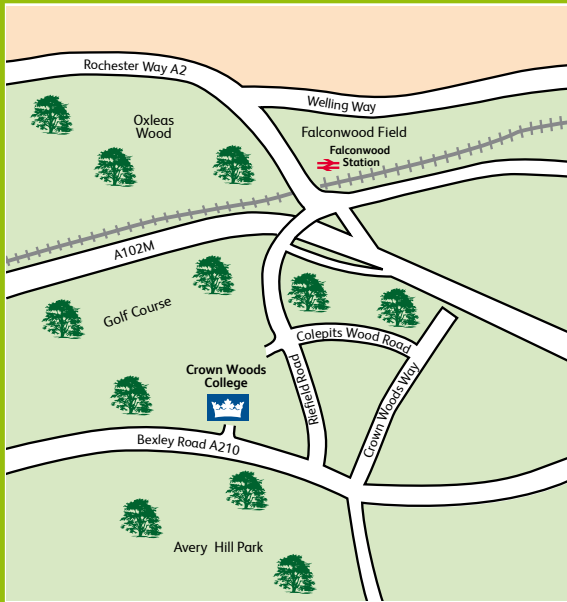 Rochester Way A2
Welling Way
Oxleas
Wood
Falconwood Field
Falconwood
Station
A102M
Golf Course
Colepits Wood Road
Crown Woods
College
Riefield Road
Crown Woods Way
Bexley Road A210
Avery Hill Park